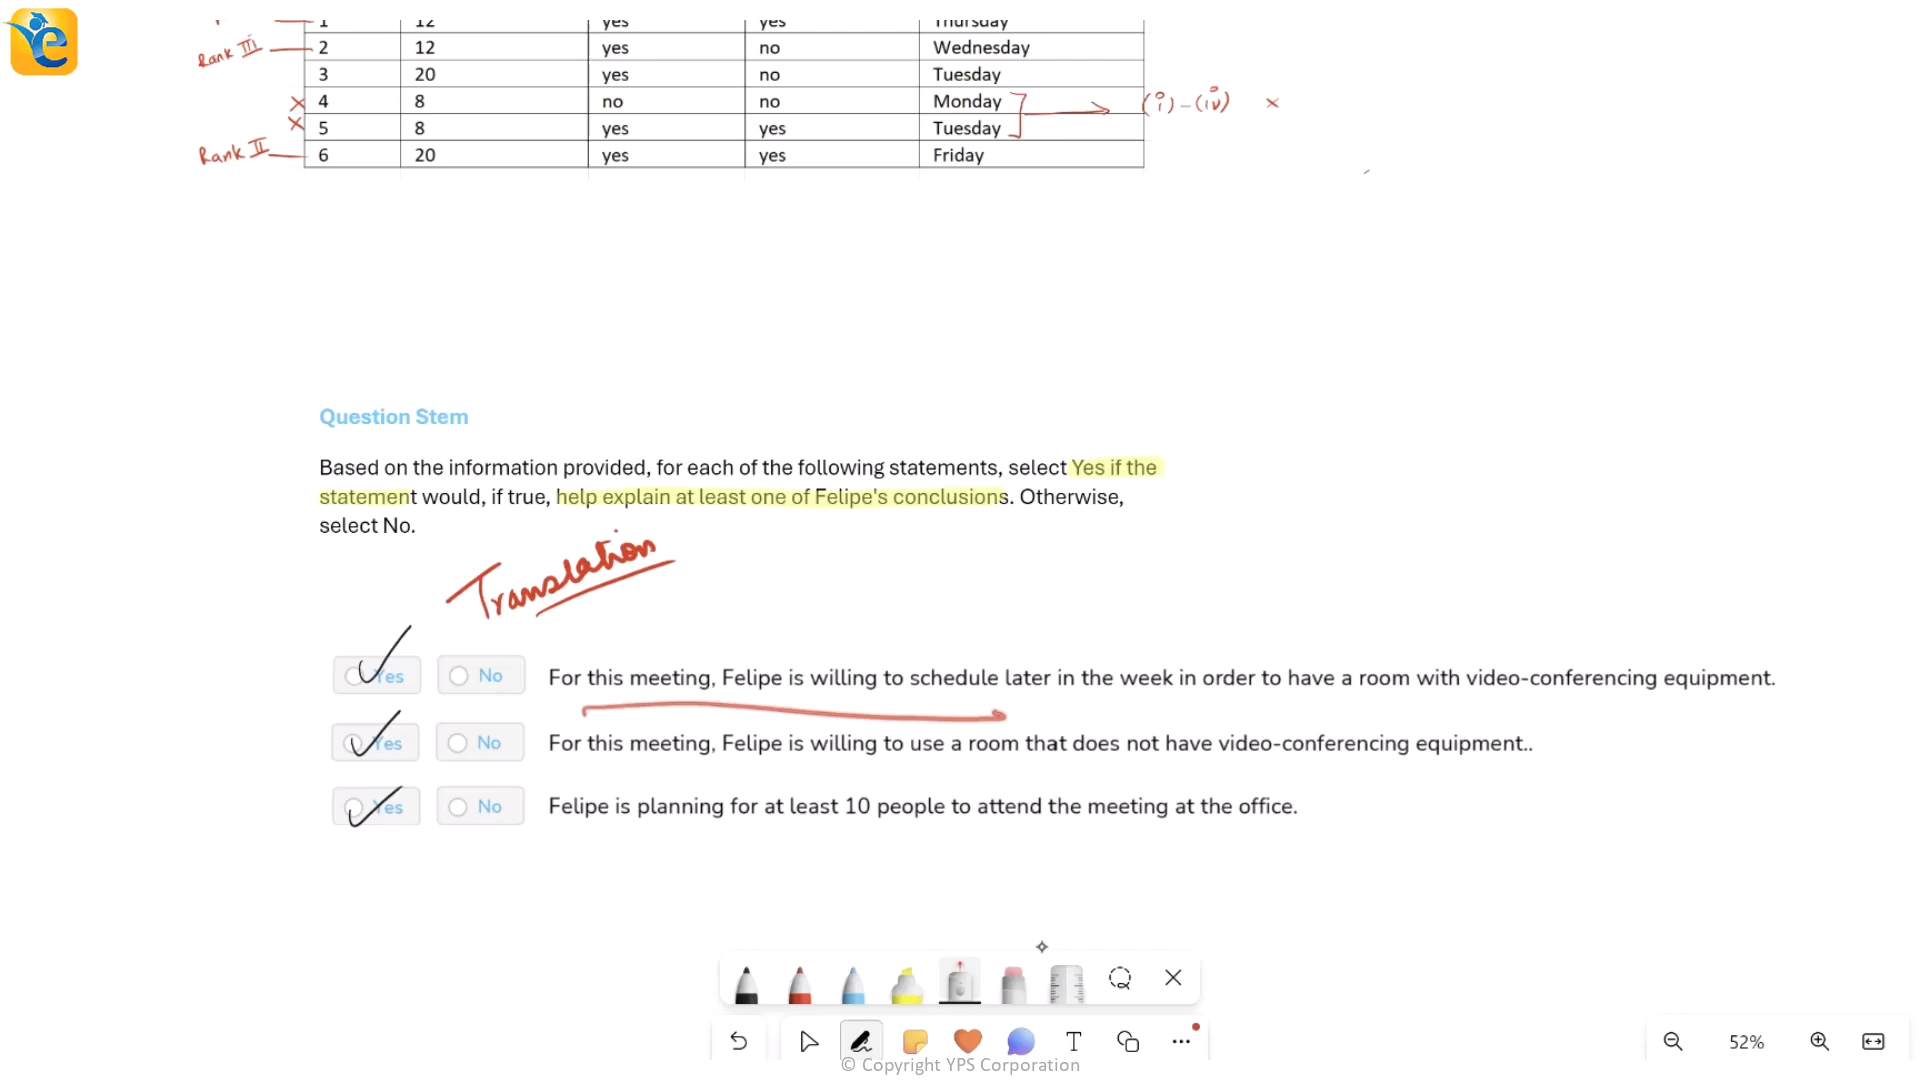 1 12 yes yes Thursday
Rank III 2 12 yes no Wednesday
3 20 yes no Tuesday
x 4 8 no no Monday (i)-(iv) x
x 5 8 yes yes Tuesday
Rank II 6 20 yes yes Friday
Question Stem
Based on the information provided, for each of the following statements, select Yes if the
statement would, if true, help explain at least one of Felipe's conclusions. Otherwise,
select No.
Translation
Yes No For this meeting, Felipe is willing to schedule later in the week in order to have a room with video-conferencing equipment.
Yes No For this meeting, Felipe is willing to use a room that does not have video-conferencing equipment..
Yes No Felipe is planning for at least 10 people to attend the meeting at the office.
52%
© Copyright YPS Corporation